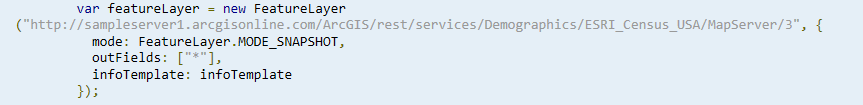 var featureLayer = new FeatureLayer
("http://sampleserver1.arcgisonline.com/ArcGIS/rest/services/Demographics/ESRI_Census_USA/MapServer/3", {
mode: FeatureLayer.MODE_SNAPSHOT,
outFields: ["*"],
infoTemplate: infoTemplate
});